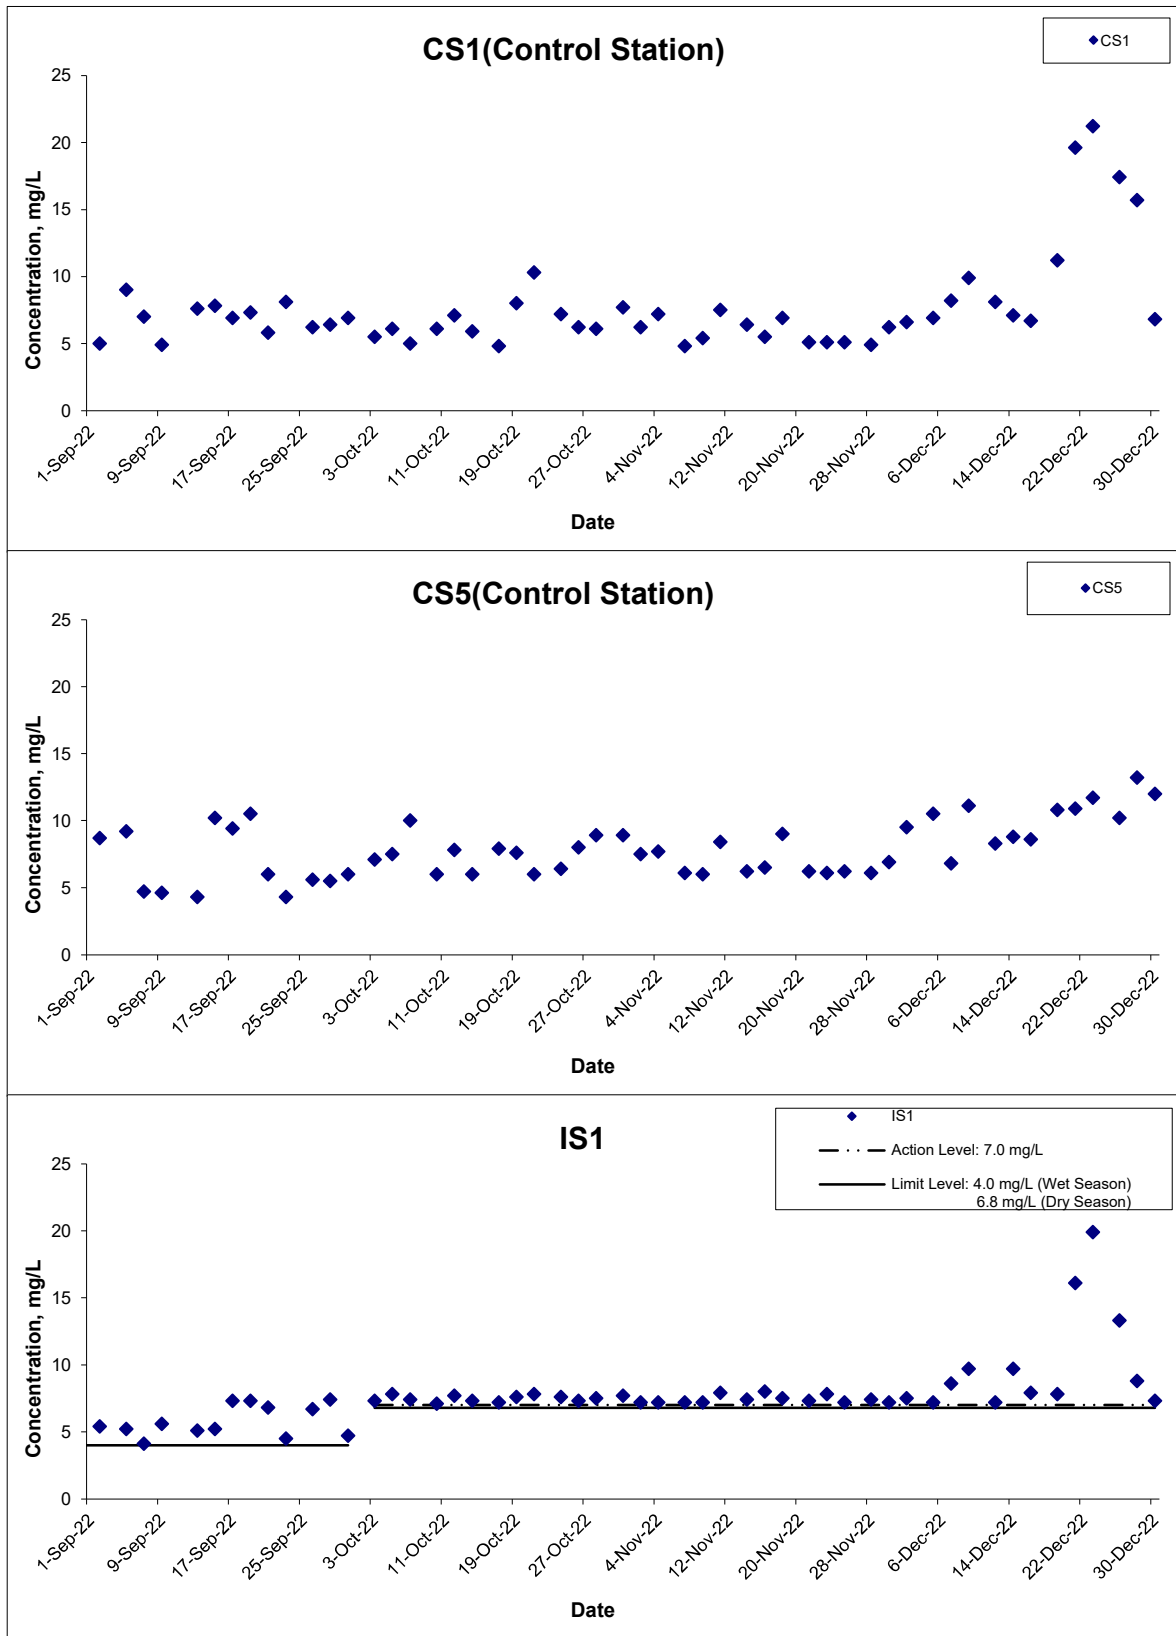 CS1(Control Station)
CS1
Concentration, mg/L
25
20
15
10
5
0
1-Sep-22
9-Sep-22
17-Sep-22
25-Sep-22
3-Oct-22
11-Oct-22
19-Oct-22
27-Oct-22
4-Nov-22
12-Nov-22
20-Nov-22
28-Nov-22
6-Dec-22
14-Dec-22
22-Dec-22
30-Dec-22
Date
CS5(Control Station)
CS5
Concentration, mg/L
25
20
15
10
5
0
1-Sep-22
9-Sep-22
17-Sep-22
25-Sep-22
3-Oct-22
11-Oct-22
19-Oct-22
27-Oct-22
4-Nov-22
12-Nov-22
20-Nov-22
28-Nov-22
6-Dec-22
14-Dec-22
22-Dec-22
30-Dec-22
Date
IS1
IS1
Action Level: 7.0 mg/L
Limit Level: 4.0 mg/L (Wet Season)
6.8 mg/L (Dry Season)
Concentration, mg/L
25
20
15
10
5
0
1-Sep-22
9-Sep-22
17-Sep-22
25-Sep-22
3-Oct-22
11-Oct-22
19-Oct-22
27-Oct-22
4-Nov-22
12-Nov-22
20-Nov-22
28-Nov-22
6-Dec-22
14-Dec-22
22-Dec-22
30-Dec-22
Date